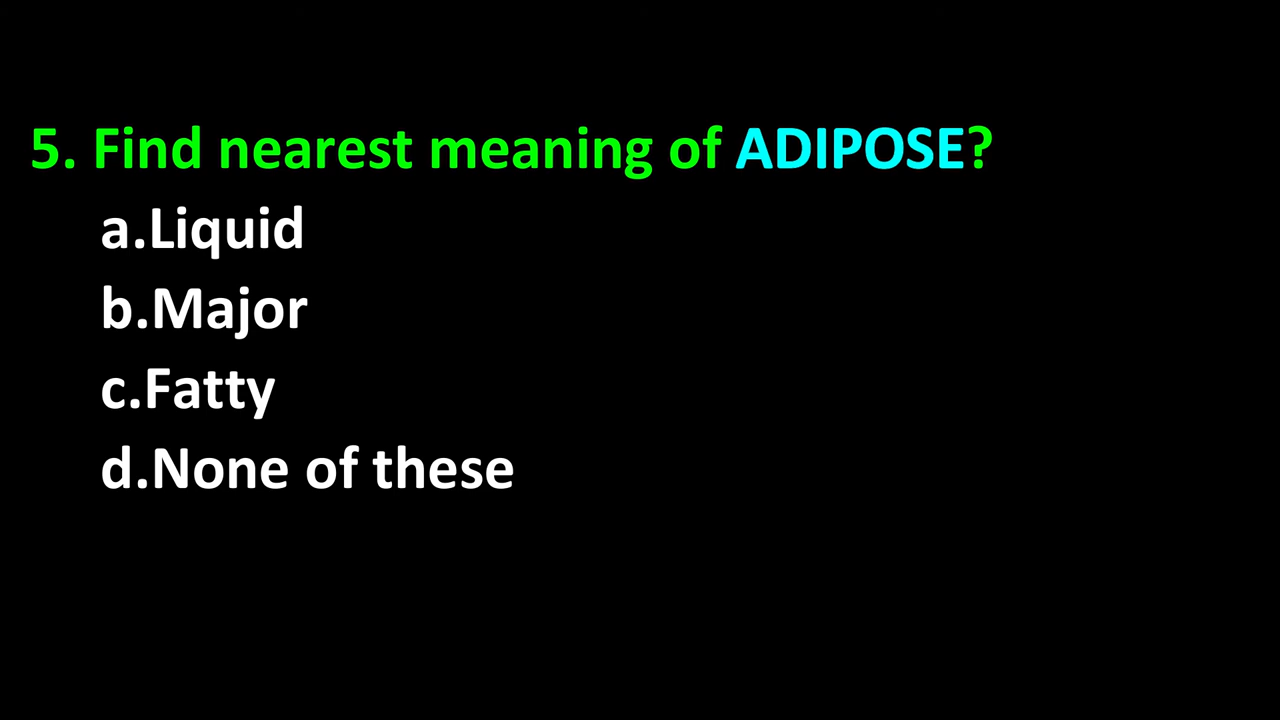 5. Find nearest meaning of ADIPOSE?
a.Liquid
b.Major
c.Fatty
d.None of these